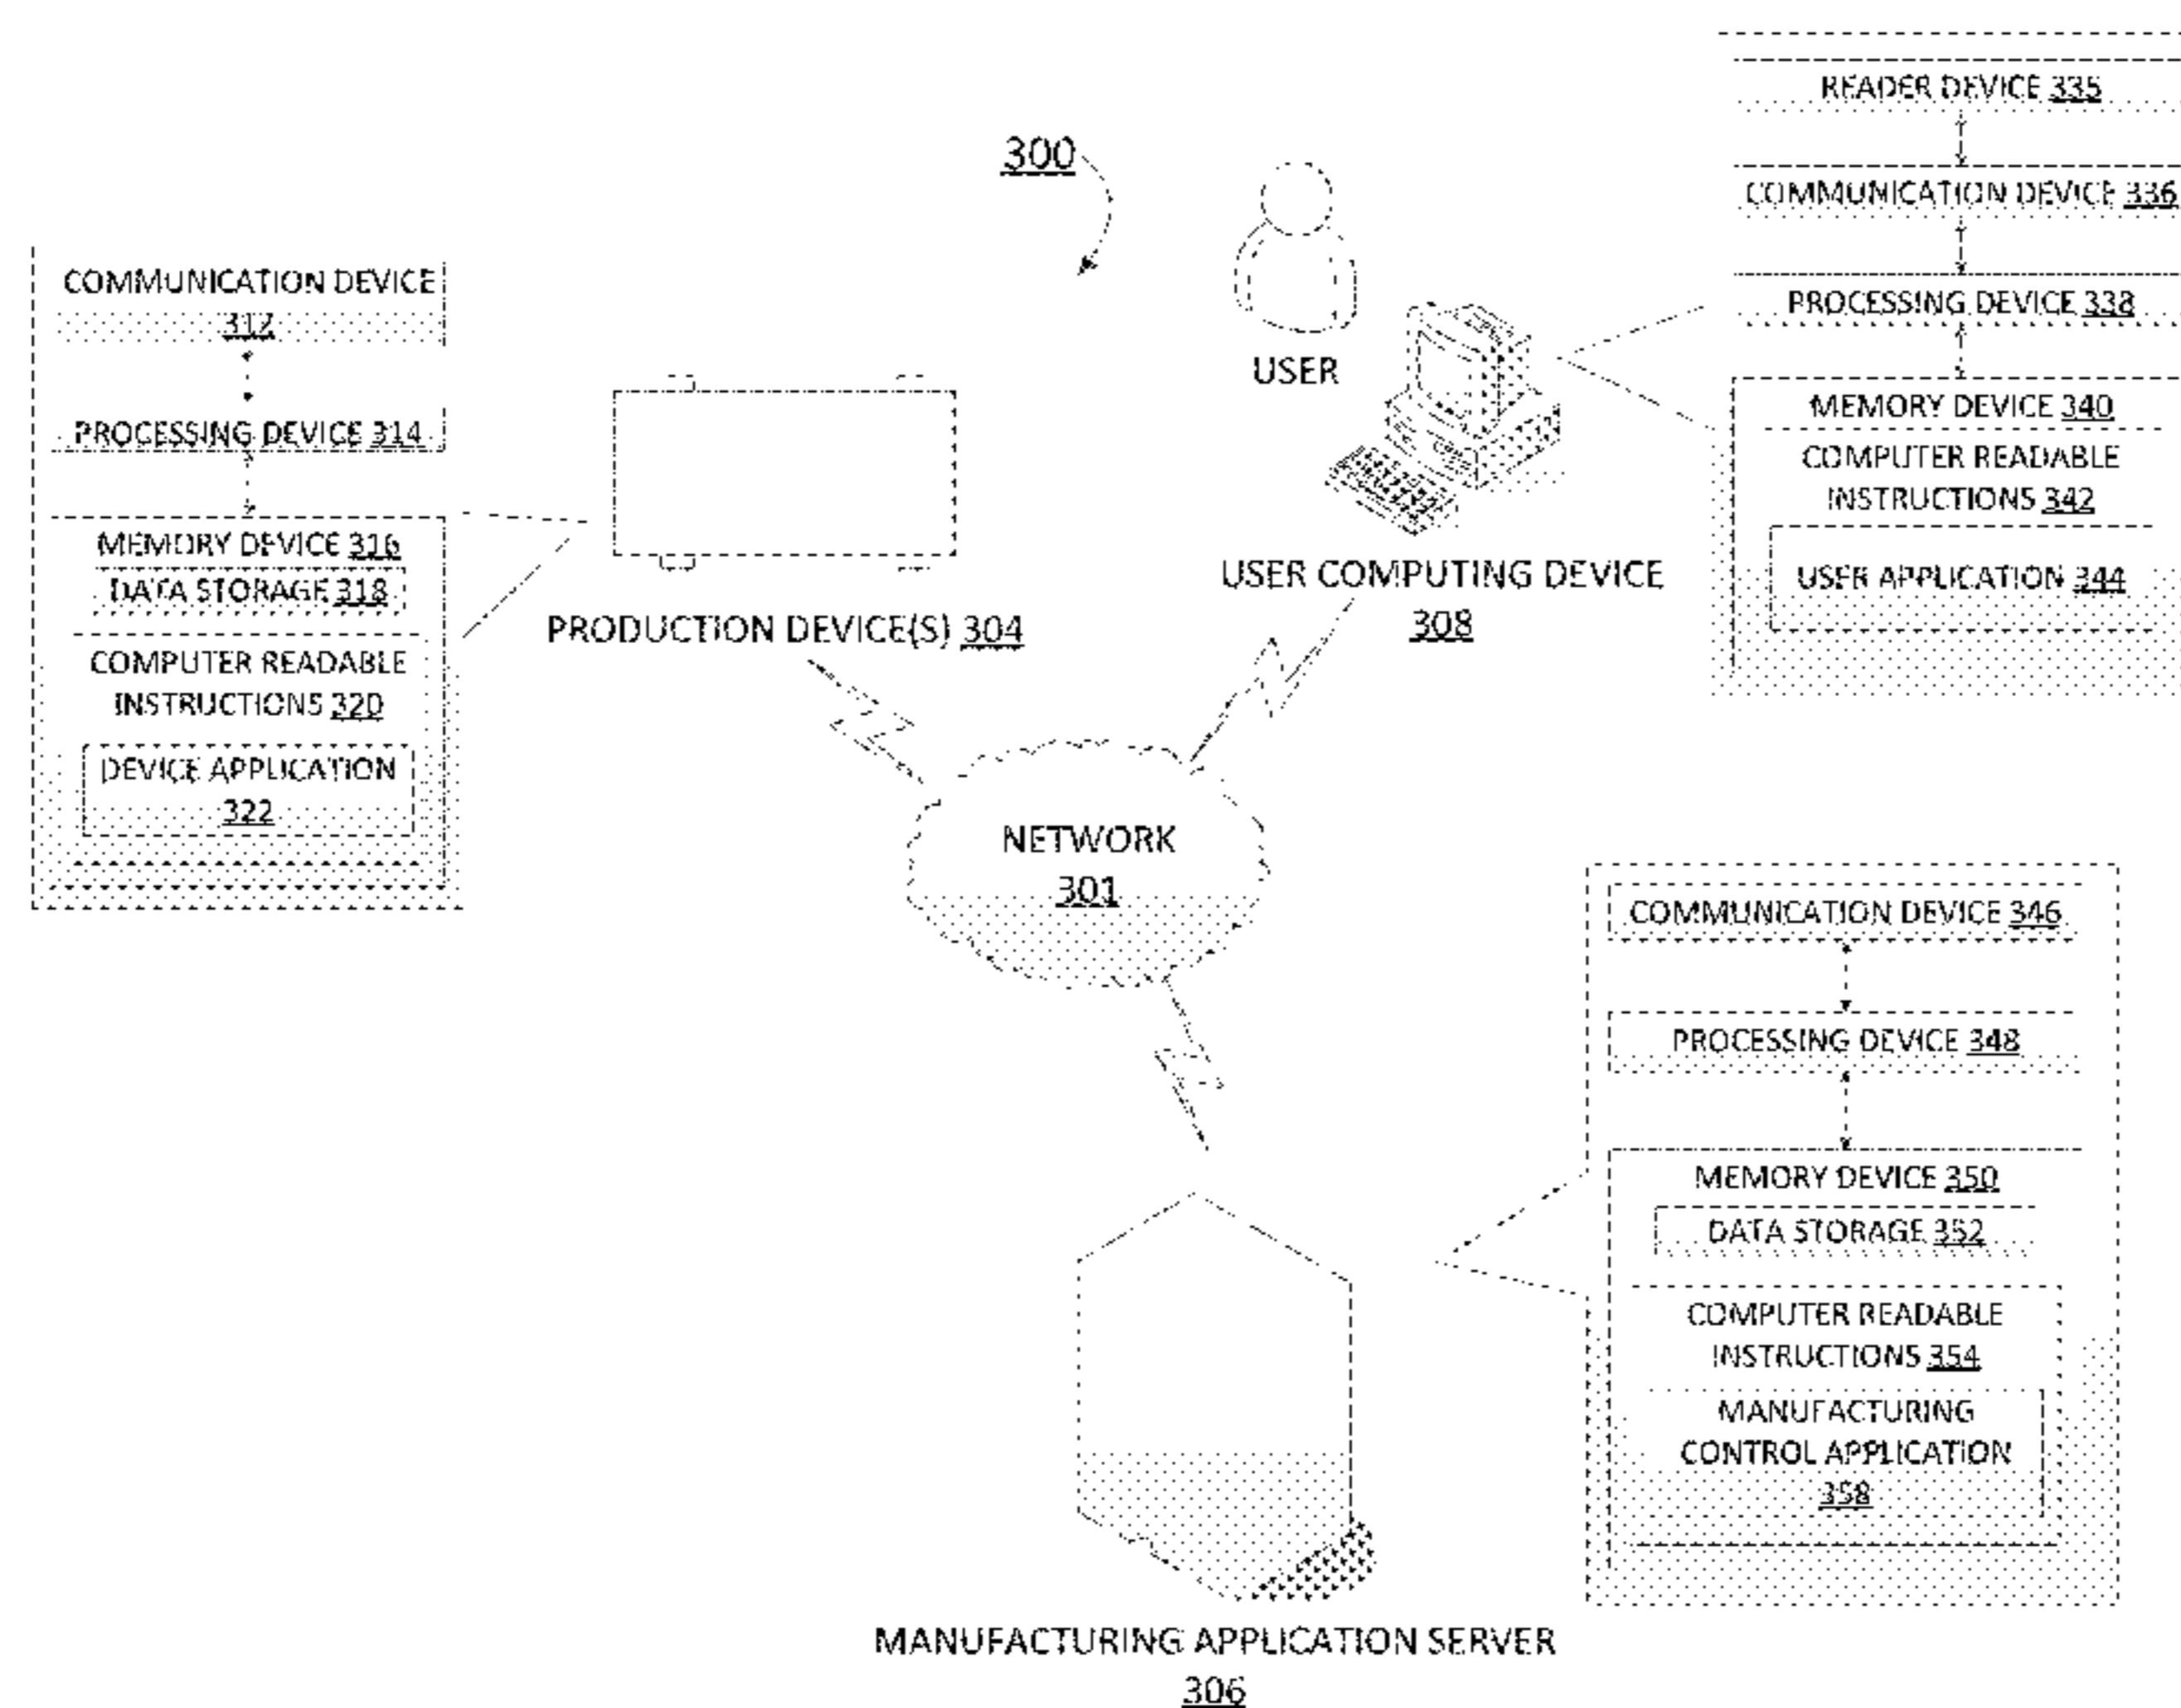 300
USER
USER COMPUTING DEVICE
308
READER DEVICE 335
COMMUNICATION DEVICE 336
PROCESSING DEVICE 338
MEMORY DEVICE 340
COMPUTER READABLE
INSTRUCTIONS 342
USER APPLICATION 344
COMMUNICATION DEVICE
312
PROCESSING DEVICE 314
MEMORY DEVICE 316
DATA STORAGE 318
COMPUTER READABLE
INSTRUCTIONS 320
DEVICE APPLICATION
322
PRODUCTION DEVICE(S) 304
NETWORK
301
COMMUNICATION DEVICE 346
PROCESSING DEVICE 348
MEMORY DEVICE 350
DATA STORAGE 352
COMPUTER READABLE
INSTRUCTIONS 354
MANUFACTURING
CONTROL APPLICATION
358
MANUFACTURING APPLICATION SERVER
306